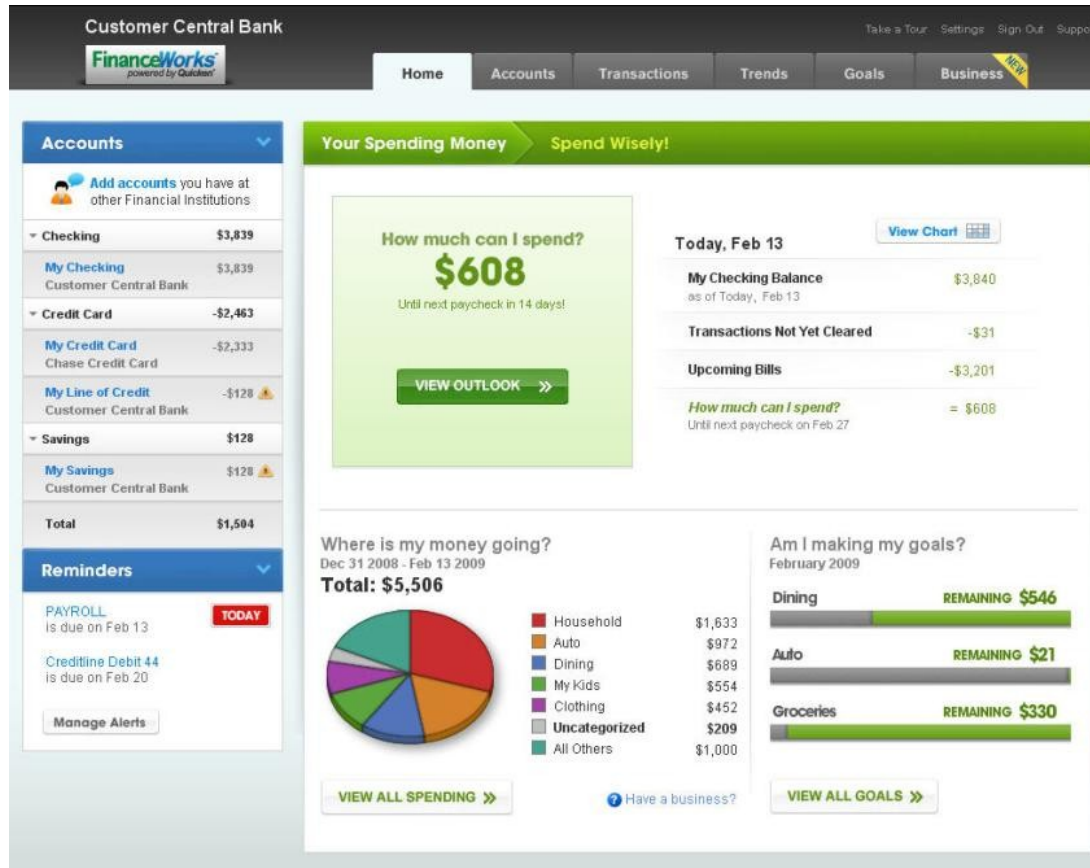 Customer Central Bank
Take a Tour Settings Sign Out Suppo
FinanceWorks
powered by Quicken
Home Accounts Transactions Trends Goals Business NEW
Accounts
Add accounts you have at
other Financial Institutions
Checking $3,839
My Checking $3,839
Customer Central Bank
Credit Card -$2,463
My Credit Card -$2,333
Chase Credit Card
My Line of Credit -$128
Customer Central Bank
Savings $128
My Savings $128
Customer Central Bank
Total $1,504
Reminders
PAYROLL TODAY
is due on Feb 13
Creditline Debit 44
is due on Feb 20
Manage Alerts
Your Spending Money Spend Wisely!
How much can I spend?
$608
Until next paycheck in 14 days!
VIEW OUTLOOK »
Today, Feb 13 View Chart
My Checking Balance $3,840
as of Today, Feb 13
Transactions Not Yet Cleared -$31
Upcoming Bills -$3,201
How much can I spend? = $608
Until next paycheck on Feb 27
Where is my money going?
Dec 31 2008 - Feb 13 2009
Total: $5,506
Household $1,633
Auto $972
Dining $689
My Kids $554
Clothing $452
Uncategorized $209
All Others $1,000
VIEW ALL SPENDING »
? Have a business?
Am I making my goals?
February 2009
Dining REMAINING $546
Auto REMAINING $21
Groceries REMAINING $330
VIEW ALL GOALS »